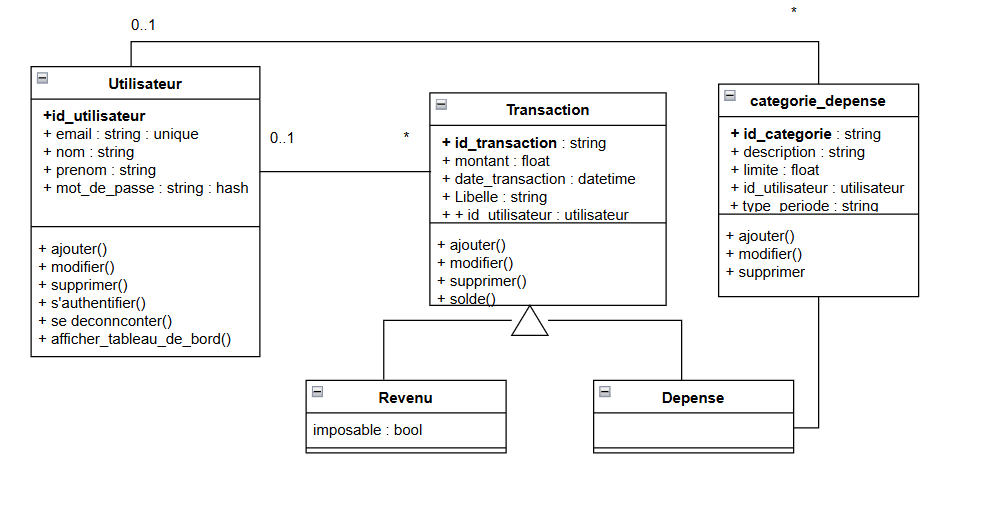 0..1
*
Utilisateur
+id_utilisateur
+ email : string : unique
+ nom : string
+ prenom : string
+ mot_de_passe : string : hash
+ ajouter()
+ modifier()
+ supprimer()
+ s'authentifier()
+ se deconnconter()
+ afficher_tableau_de_bord()
0..1
*
Transaction
+ id_transaction : string
+ montant : float
+ date_transaction : datetime
+ Libelle : string
+ + id_utilisateur : utilisateur
+ ajouter()
+ modifier()
+ supprimer()
+ solde()
categorie_depense
+ id_categorie : string
+ description : string
+ limite : float
+ id_utilisateur : utilisateur
+ type_periode : string
+ ajouter()
+ modifier()
+ supprimer
Revenu
imposable : bool
Depense